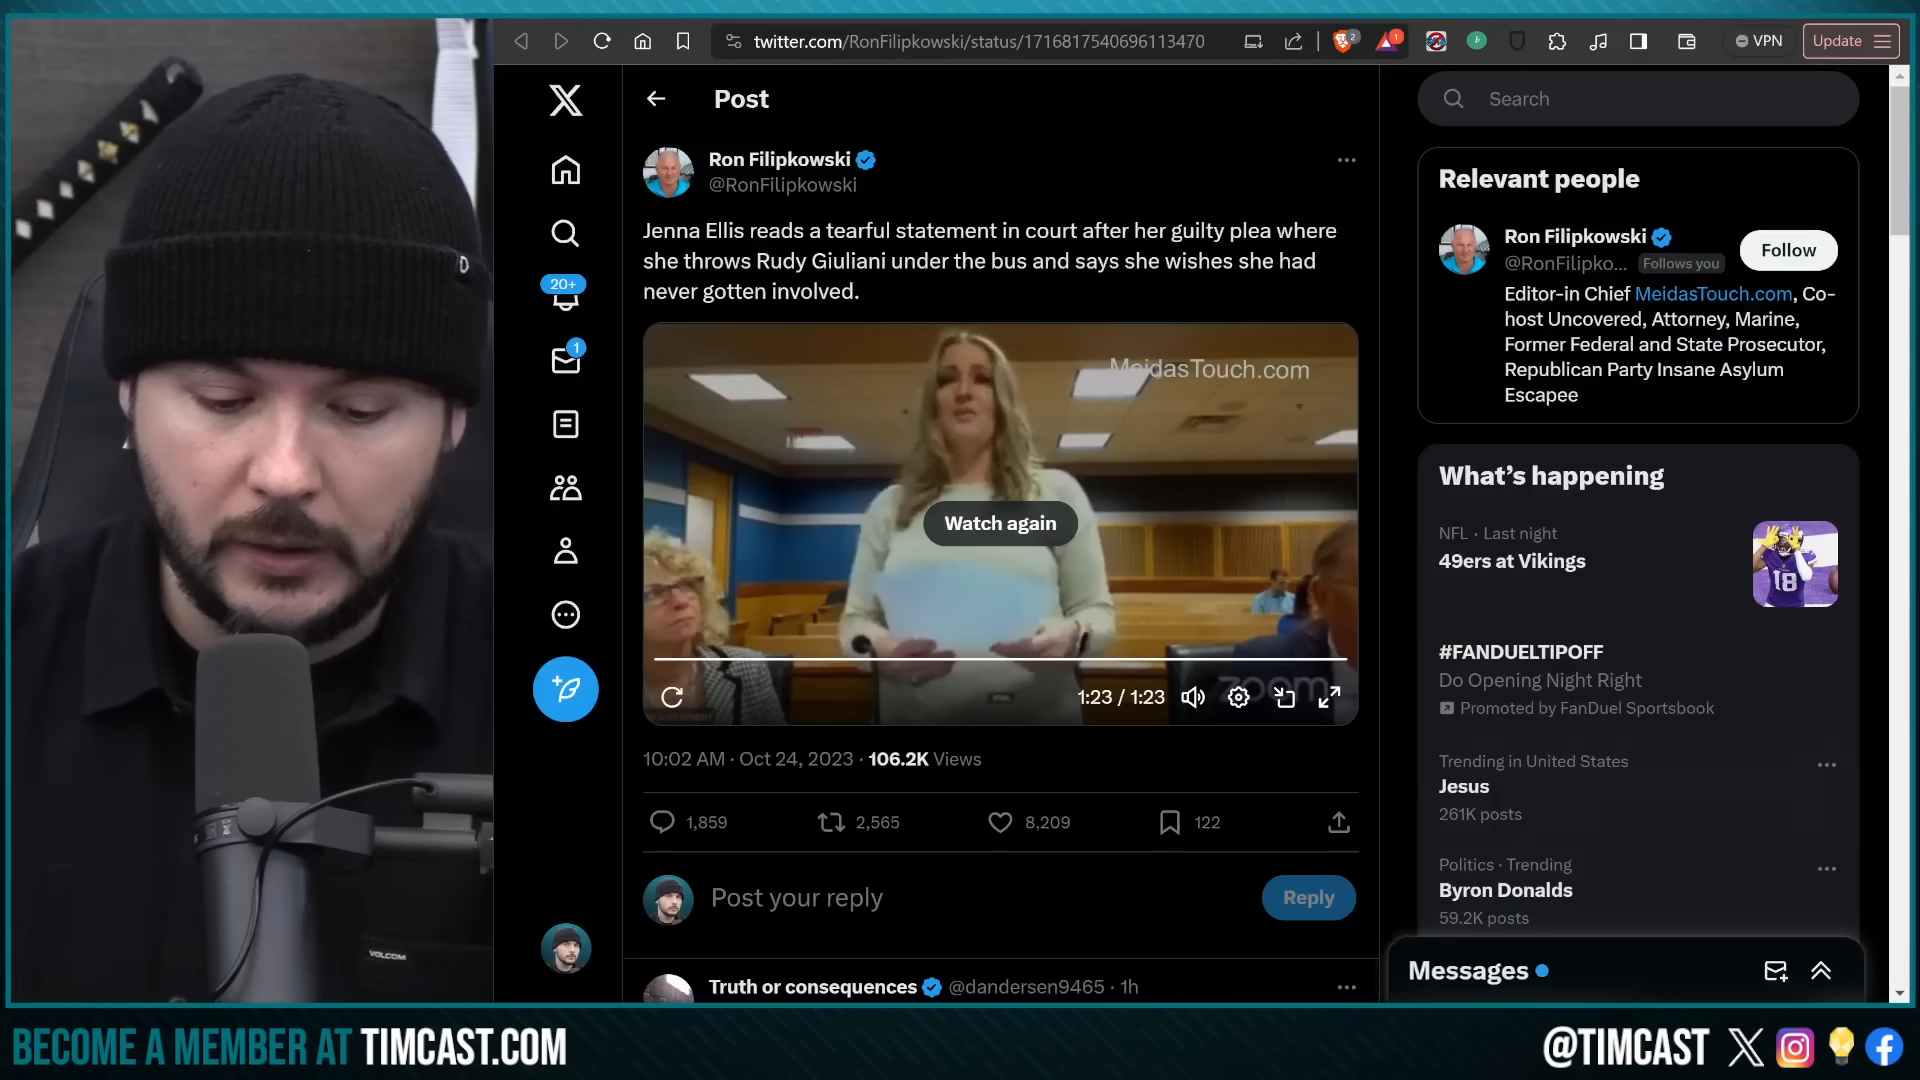 twitter.com/RonFilipkowski/status/1716817540696113470
2
1
VPN
Update
Post
Search
Ron Filipkowski
@RonFilipkowski
Jenna Ellis reads a tearful statement in court after her guilty plea where
she throws Rudy Giuliani under the bus and says she wishes she had
never gotten involved.
20+
1
MeidasTouch.com
Watch again
zoom
1:23 / 1:23
10:02 AM · Oct 24, 2023 · 106.2K Views
1,859
2,565
8,209
122
Post your reply
Reply
Truth or consequences @dandersen9465 · 1h
Relevant people
Ron Filipkowski
@RonFilipko... Follows you
Follow
Editor-in Chief MeidasTouch.com, Co-
host Uncovered, Attorney, Marine,
Former Federal and State Prosecutor,
Republican Party Insane Asylum
Escapee
What's happening
NFL · Last night
49ers at Vikings
18
#FANDUELTIPOFF
Do Opening Night Right
Promoted by FanDuel Sportsbook
Trending in United States
Jesus
261K posts
Politics · Trending
Byron Donalds
59.2K posts
Messages
VOLCOM
BECOME A MEMBER AT TIMCAST.COM
@TIMCAST